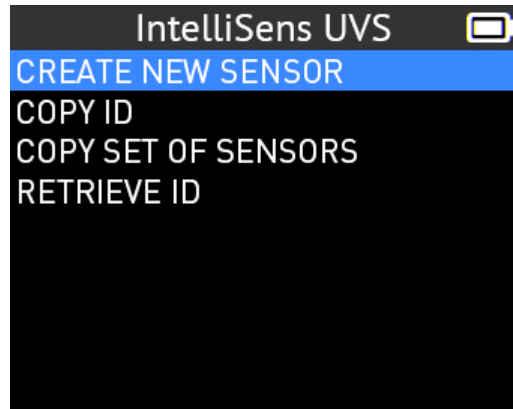 IntelliSens UVS
CREATE NEW SENSOR
COPY ID
COPY SET OF SENSORS
RETRIEVE ID